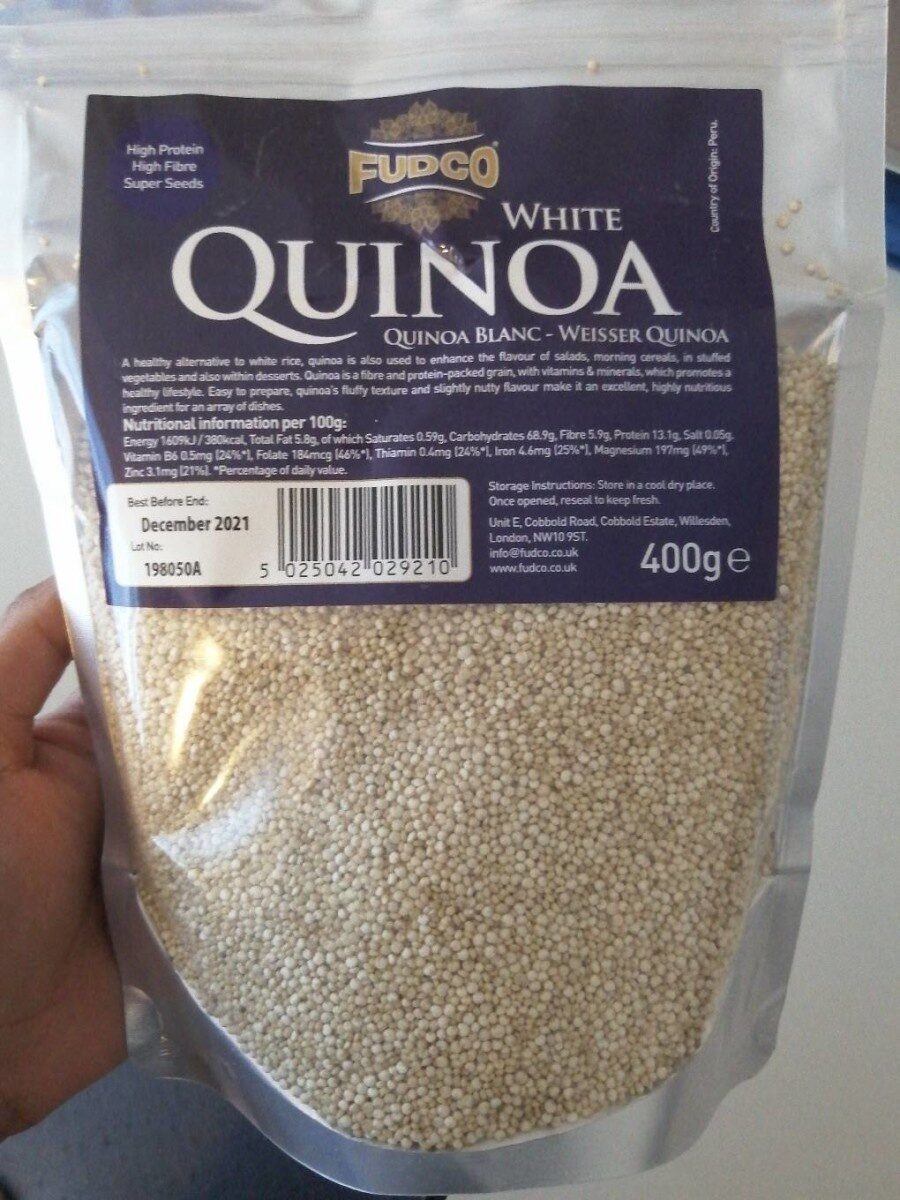 High Protein
High Fibre
Super Seeds
FUDCO
Country of Origin: Peru.
WHITE
QUINOA
QUINOA BLANC - WEISSER QUINOA
A healthy alternative to white rice, quinoa is also used to enhance the flavour of salads, morning cereals, in stuffed
vegetables and also within desserts. Quinoa is a fibre and protein-packed grain, with vitamins & minerals, which promotes a
healthy lifestyle. Easy to prepare, quinoa's fluffy texture and slightly nutty flavour make it an excellent, highly nutritious
ingredient for an array of dishes.
Nutritional information per 100g:
Energy 1609kJ / 380kcal, Total Fat 5.8g, of which Saturates 0.59g, Carbohydrates 68.9g, Fibre 5.9g, Protein 13.1g, Salt 0.05g.
Vitamin B6 0.5mg (24%*), Folate 184mcg (46%*), Thiamin 0.4mg (24%*), Iron 4.6mg (25%*), Magnesium 197mg (49%*),
Zinc 3.1mg (21%). *Percentage of daily value.
Best Before End:
December 2021
Lot No:
198050A
5 025042 029210
Storage Instructions: Store in a cool dry place.
Once opened, reseal to keep fresh.
Unit E, Cobbold Road, Cobbold Estate, Willesden,
London, NW10 9ST.
info@fudco.co.uk
www.fudco.co.uk
400g e